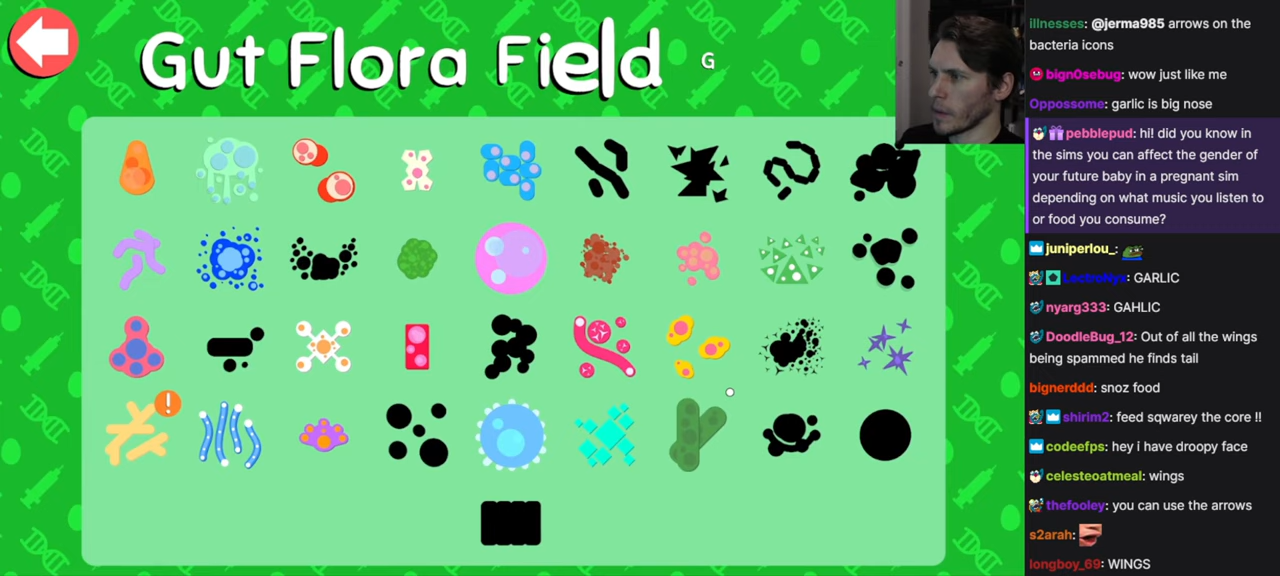 Gut Flora Field
G
!
illnesses: @jerma985 arrows on the
bacteria icons
bign0sebug: wow just like me
Oppossome: garlic is big nose
pebblepud: hi! did you know in
the sims you can affect the gender of
your future baby in a pregnant sim
depending on what music you listen to
or food you consume?
juniperlou_:
LactroNyx: GARLIC
nyarg333: GAHLIC
DoodleBug_12: Out of all the wings
being spammed he finds tail
bignerddd: snoz food
shirim2: feed sqwarey the core !!
codeefps: hey i have droopy face
celesteoatmeal: wings
thefooley: you can use the arrows
s2arah:
longboy_69: WINGS